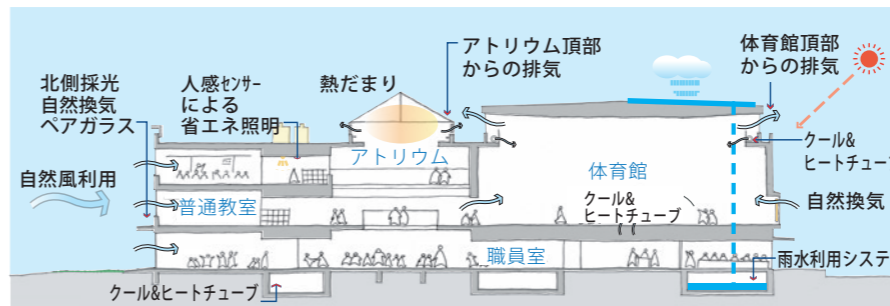 北側採光
自然換気
ペアガラス
人感ｾﾝｻｰ
による
省エネ照明
熱だまり
アトリウム頂部
からの排気
体育館頂部
からの排気
アトリウム
体育館
クール&
ヒートチューブ
自然風利用
普通教室
クール&
ヒートチューブ
自然換気
職員室
雨水利用システ
クール&ヒートチューブ